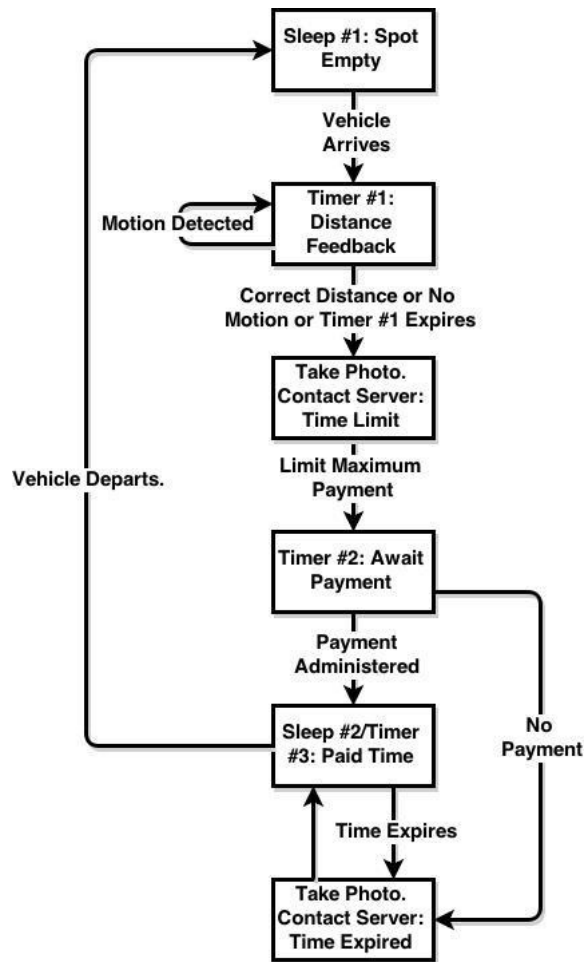 Sleep #1: Spot
Empty
Vehicle
Arrives
Timer #1:
Distance
Feedback
Motion Detected
Correct Distance or No
Motion or Timer #1 Expires
Take Photo.
Contact Server:
Time Limit
Limit Maximum
Payment
Vehicle Departs.
Timer #2: Await
Payment
Payment
Administered
No
Payment
Sleep #2/Timer
#3: Paid Time
Time Expires
Take Photo.
Contact Server:
Time Expired